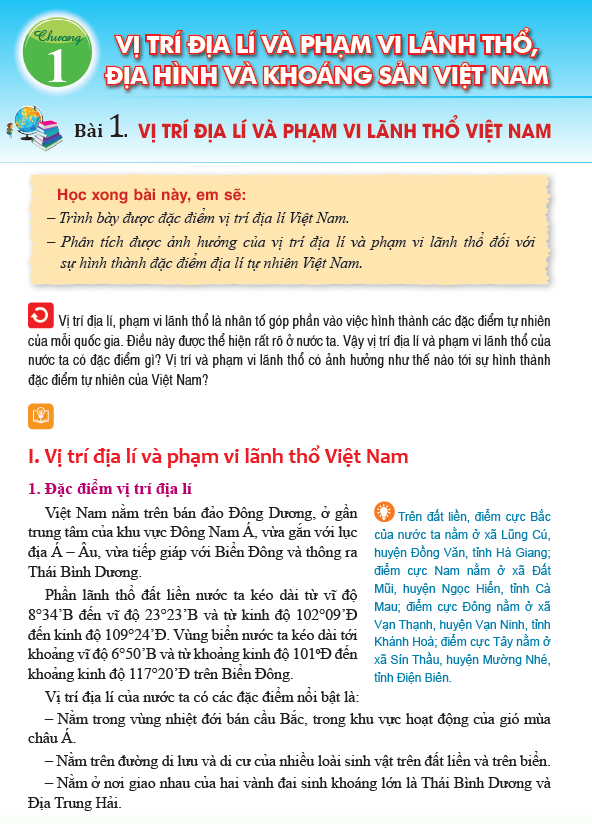 Chương
1
VỊ TRÍ ĐỊA LÍ VÀ PHẠM VI LÃNH THỔ,
ĐỊA HÌNH VÀ KHOÁNG SẢN VIỆT NAM
Bài 1. VỊ TRÍ ĐỊA LÍ VÀ PHẠM VI LÃNH THỔ VIỆT NAM
Học xong bài này, em sẽ:
– Trình bày được đặc điểm vị trí địa lí Việt Nam.
– Phân tích được ảnh hưởng của vị trí địa lí và phạm vi lãnh thổ đối với
sự hình thành đặc điểm địa lí tự nhiên Việt Nam.
Vị trí địa lí, phạm vi lãnh thổ là nhân tố góp phần vào việc hình thành các đặc điểm tự nhiên
của mỗi quốc gia. Điều này được thể hiện rất rõ ở nước ta. Vậy vị trí địa lí và phạm vi lãnh thổ của
nước ta có đặc điểm gì? Vị trí và phạm vi lãnh thổ có ảnh hưởng như thế nào tới sự hình thành
đặc điểm tự nhiên của Việt Nam?
I. Vị trí địa lí và phạm vi lãnh thổ Việt Nam
1. Đặc điểm vị trí địa lí
Việt Nam nằm trên bán đảo Đông Dương, ở gần
trung tâm của khu vực Đông Nam Á, vừa gắn với lục
địa Á – Âu, vừa tiếp giáp với Biển Đông và thông ra
Thái Bình Dương.
Phần lãnh thổ đất liền nước ta kéo dài từ vĩ độ
8°34’B đến vĩ độ 23°23’B và từ kinh độ 102°09’Đ
đến kinh độ 109°24’Đ. Vùng biển nước ta kéo dài tới
khoảng vĩ độ 6°50’B và từ khoảng kinh độ 101°Đ đến
khoảng kinh độ 117°20’Đ trên Biển Đông.
Trên đất liền, điểm cực Bắc
của nước ta nằm ở xã Lũng Cú,
huyện Đồng Văn, tỉnh Hà Giang;
điểm cực Nam nằm ở xã Đất
Mũi, huyện Ngọc Hiển, tỉnh Cà
Mau; điểm cực Đông nằm ở xã
Vạn Thạnh, huyện Vạn Ninh, tỉnh
Khánh Hoà; điểm cực Tây nằm ở
xã Sín Thầu, huyện Mường Nhé,
tỉnh Điện Biên.
Vị trí địa lí của nước ta có các đặc điểm nổi bật là:
– Nằm trong vùng nhiệt đới bán cầu Bắc, trong khu vực hoạt động của gió mùa
châu Á.
– Nằm trên đường di lưu và di cư của nhiều loài sinh vật trên đất liền và trên biển.
– Nằm ở nơi giao nhau của hai vành đai sinh khoáng lớn là Thái Bình Dương và
Địa Trung Hải.